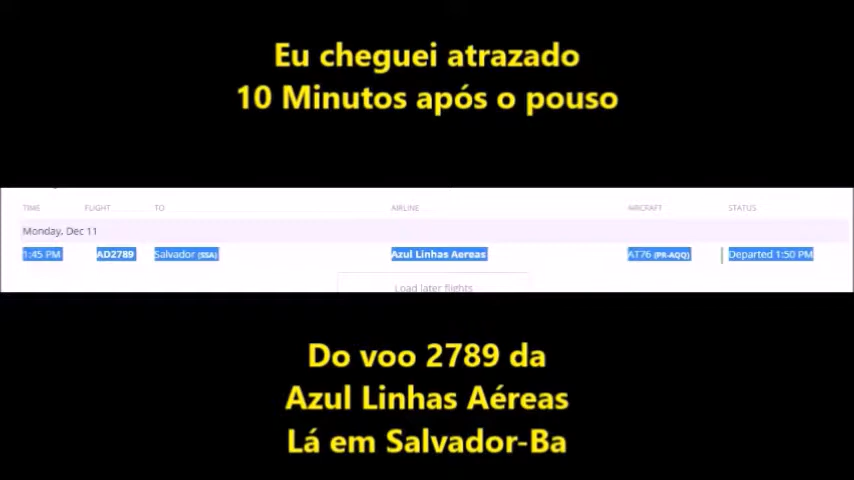 Eu cheguei atrazado
10 Minutos após o pouso
TIME FLIGHT TO AIRLINE AIRCRAFT STATUS
Monday, Dec 11
1:45 PM AD2789 Salvador (SSA) Azul Linhas Aereas AT76 (PR-AQQ) Departed 1:50 PM
Load later flights
Do voo 2789 da
Azul Linhas Aéreas
Lá em Salvador-Ba